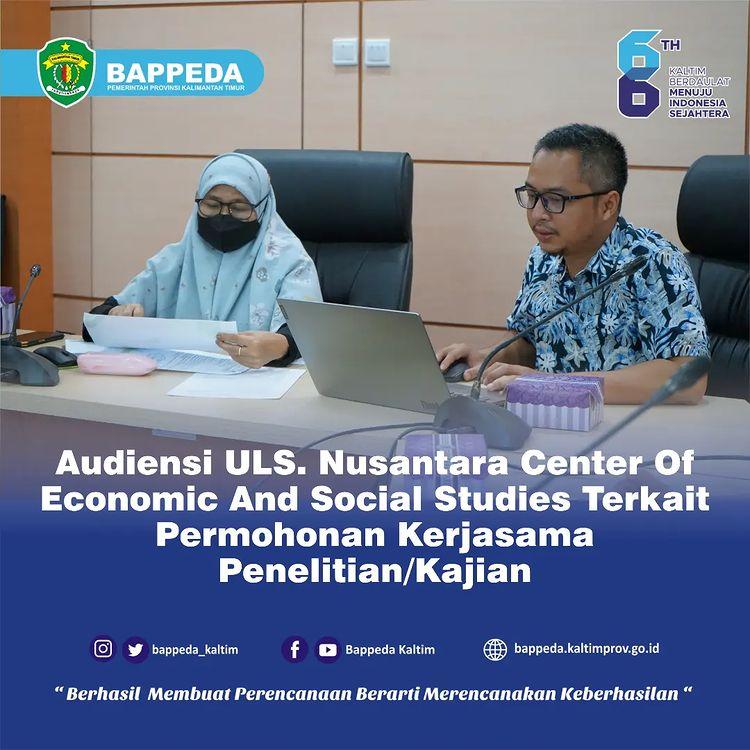 BAPPEDA
PEMERINTAH PROVINSI KALIMANTAN TIMUR
66TH
KALTIM
BERDAULAT
MENUJU
INDONESIA
SEJAHTERA
Audiensi ULS. Nusantara Center Of
Economic And Social Studies Terkait
Permohonan Kerjasama
Penelitian/Kajian
bappeda_kaltim
Bappeda Kaltim
bappeda.kaltimprov.go.id
“ Berhasil Membuat Perencanaan Berarti Merencanakan Keberhasilan “